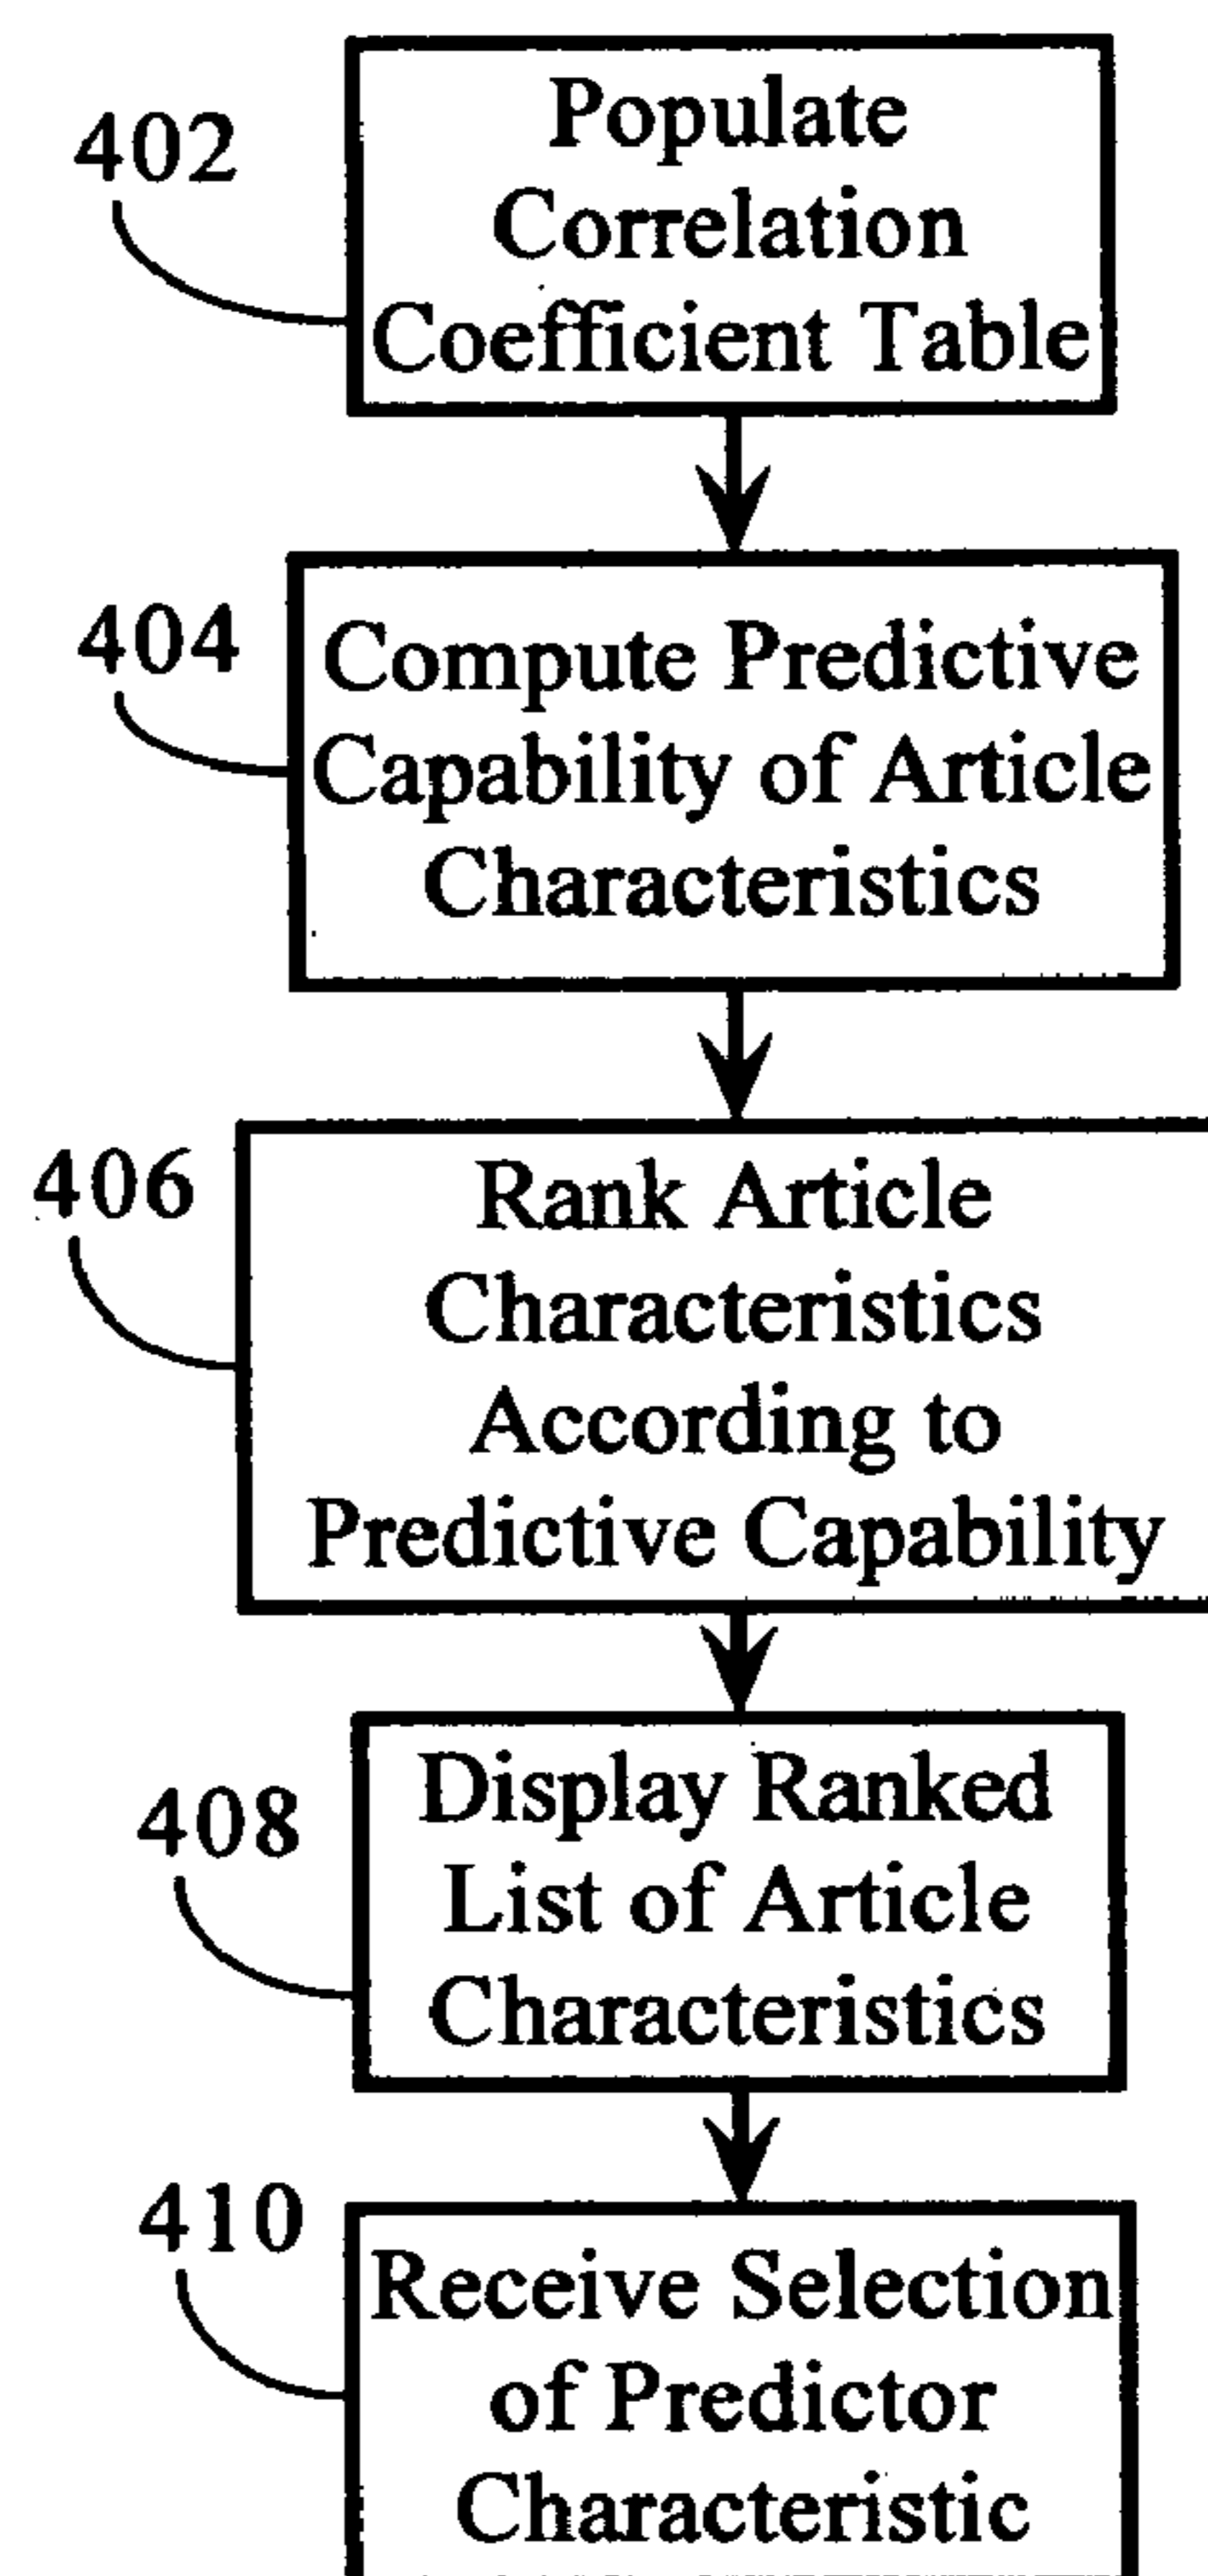 402
Populate
Correlation
Coefficient Table
404
Compute Predictive
Capability of Article
Characteristics
406
Rank Article
Characteristics
According to
Predictive Capability
408
Display Ranked
List of Article
Characteristics
410
Receive Selection
of Predictor
Characteristic